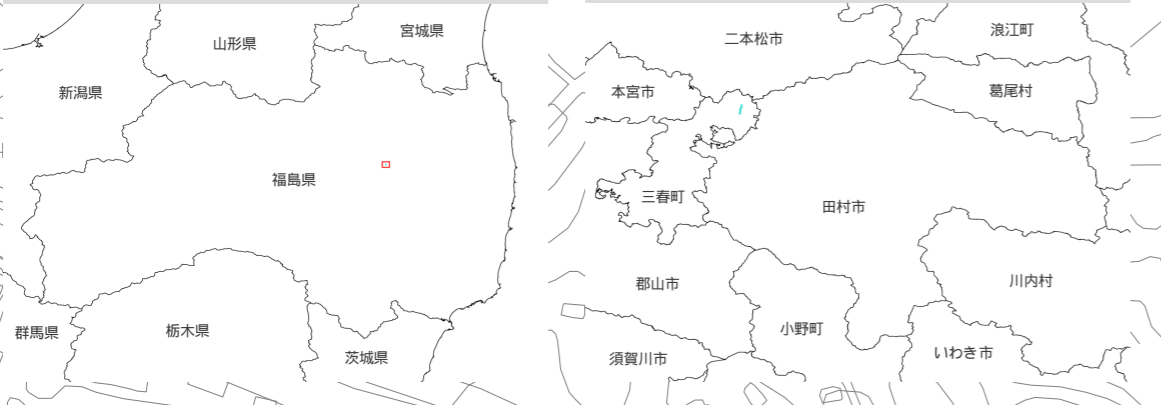 宮城県
山形県
新潟県
福島県
群馬県
栃木県
茨城県
浪江町
二本松市
葛尾村
本宮市
三春町
田村市
川内村
郡山市
小野町
いわき市
須賀川市